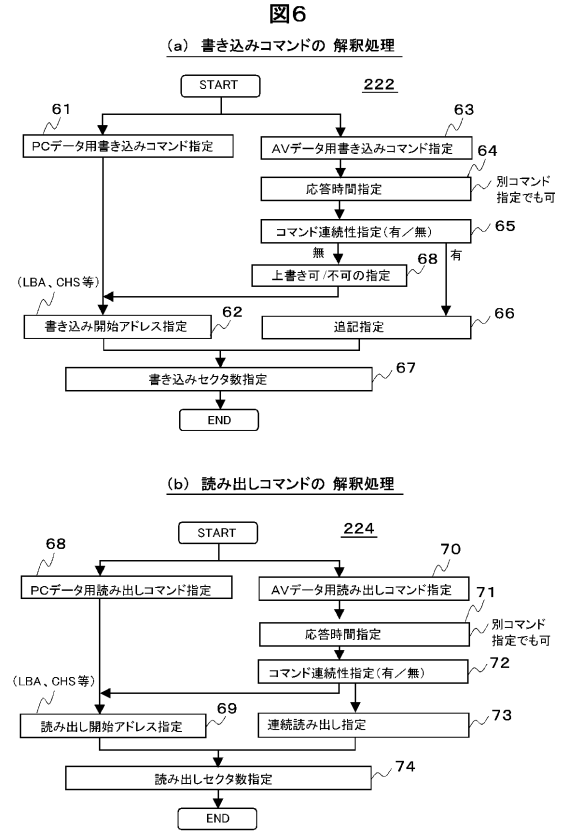 図6
(a) 書き込みコマンドの 解釈処理
START
222
61
63
PCデータ用書き込みコマンド指定
AVデータ用書き込みコマンド指定
64
応答時間指定
別コマンド
指定でも可
コマンド連続性指定(有/無)
65
無
有
上書き可/不可の指定
68
(LBA、CHS等)
書き込み開始アドレス指定
62
追記指定
66
書き込みセクタ数指定
67
END
(b) 読み出しコマンドの 解釈処理
START
224
68
70
PCデータ用読み出しコマンド指定
AVデータ用読み出しコマンド指定
71
応答時間指定
別コマンド
指定でも可
コマンド連続性指定(有/無)
72
(LBA、CHS等)
読み出し開始アドレス指定
69
連続読み出し指定
73
読み出しセクタ数指定
74
END